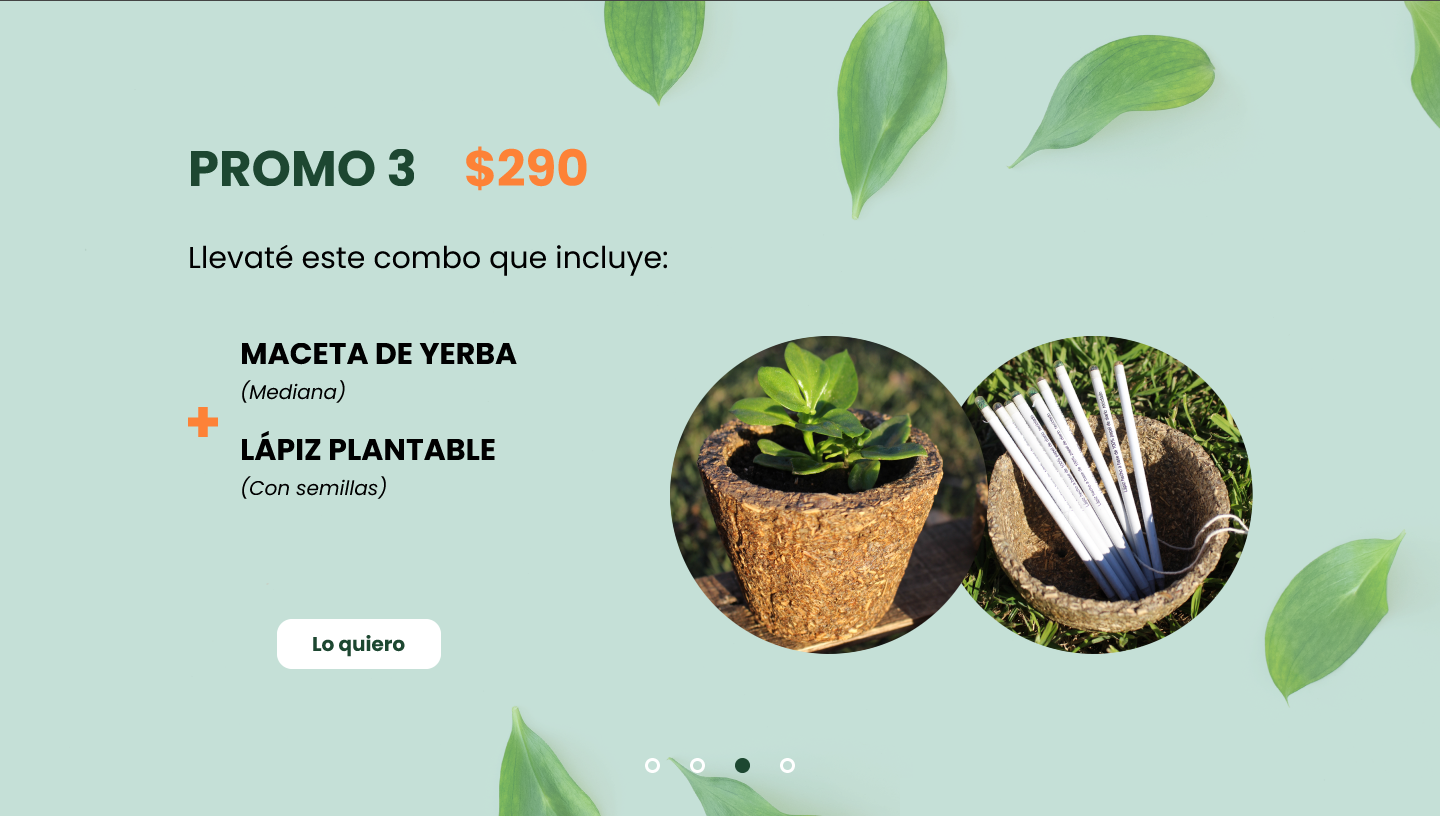 PROMO 3 $290
Llevaté este combo que incluye:
MACETA DE YERBA
(Mediana)
+
LÁPIZ PLANTABLE
(Con semillas)
Lo quiero